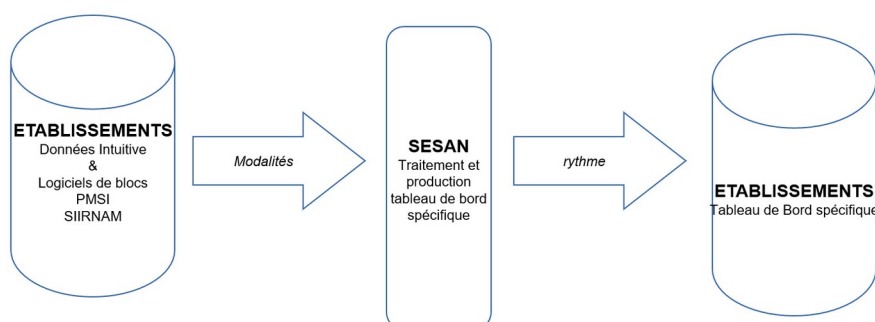 ETABLISSEMENTS
Données Intuitive
&
Logiciels de blocs
PMSI
SIIRNAM
Modalités
SESAN
Traitement et
production
tableau de bord
spécifique
rythme
ETABLISSEMENTS
Tableau de Bord spécifique